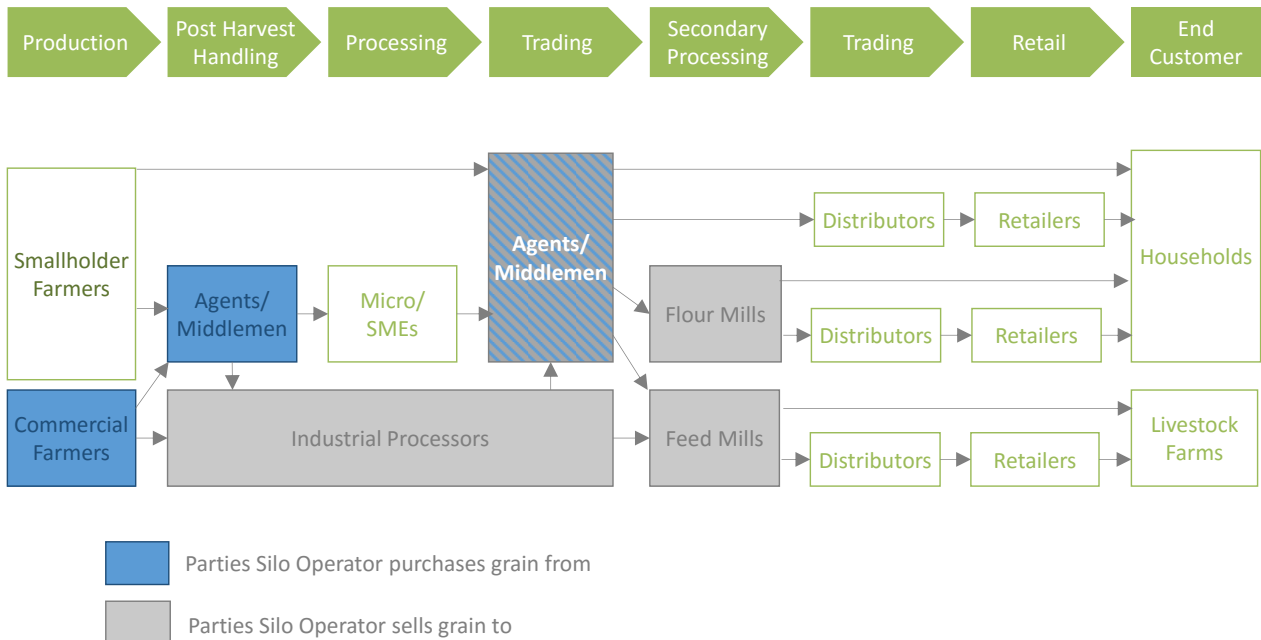 Production
Post Harvest
Handling
Processing
Trading
Secondary
Processing
Trading
Retail
End
Customer
Smallholder
Farmers
Agents/
Middlemen
Micro/
SMEs
Agents/
Middlemen
Distributors
Retailers
Households
Flour Mills
Distributors
Retailers
Commercial
Farmers
Industrial Processors
Feed Mills
Distributors
Retailers
Livestock
Farms
Parties Silo Operator purchases grain from
Parties Silo Operator sells grain to